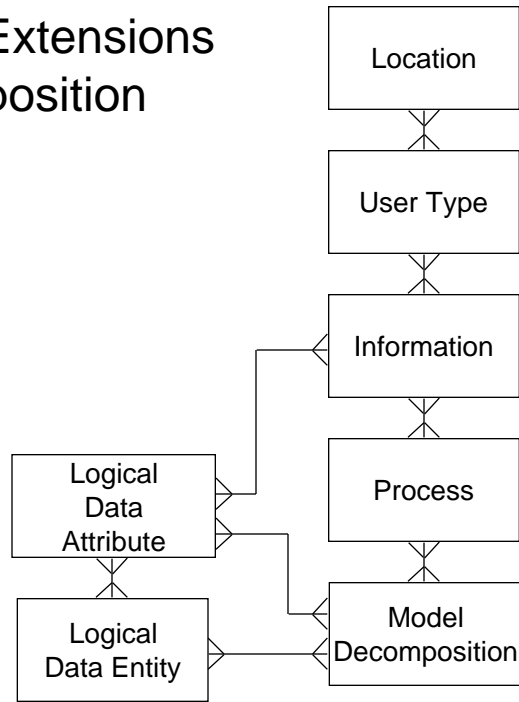 Extensions
position
Location
User Type
Information
Logical
Data
Attribute
Process
Logical
Data Entity
Model
Decomposition